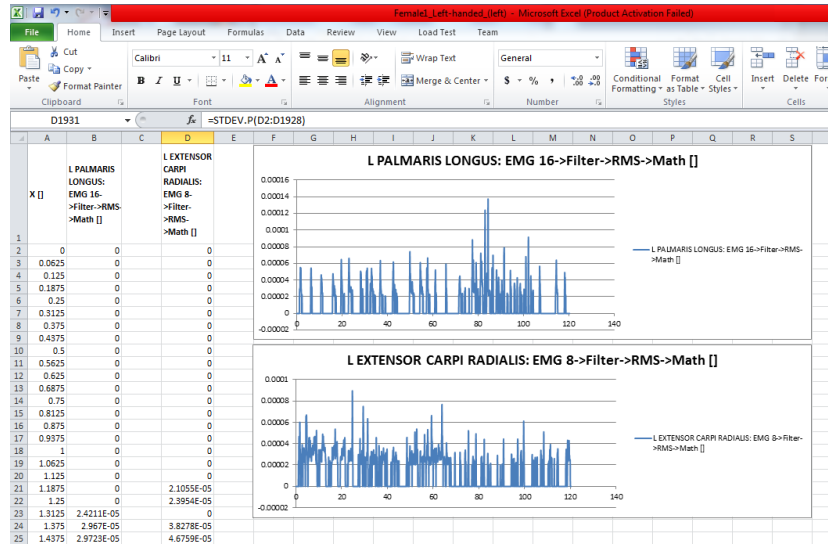 Female1_Left-handed_(left) - Microsoft Excel (Product Activation Failed)
File Home Insert Page Layout Formulas Data Review View Load Test Team
Paste
Cut
Copy
Format Painter
Clipboard
Calibri 11
B I U
Font
Wrap Text
Merge & Center
Alignment
General
$ % ,
Number
Conditional Formatting
Format as Table
Cell Styles
Styles
Insert Delete
Cells
D1931 fx =STDEV.P(D2:D1928)
A B C D E F G H I J K L M N O P Q R S
1 X [] L PALMARIS LONGUS: EMG 16->Filter->RMS->Math [] L EXTENSOR CARPI RADIALIS: EMG 8->Filter->RMS->Math []
2 0 0 0
3 0.0625 0 0
4 0.125 0 0
5 0.1875 0 0
6 0.25 0 0
7 0.3125 0 0
8 0.375 0 0
9 0.4375 0 0
10 0.5 0 0
11 0.5625 0 0
12 0.625 0 0
13 0.6875 0 0
14 0.75 0 0
15 0.8125 0 0
16 0.875 0 0
17 0.9375 0 0
18 1 0 0
19 1.0625 0 0
20 1.125 0 0
21 1.1875 0 2.1055E-05
22 1.25 0 2.3954E-05
23 1.3125 2.4211E-05 0
24 1.375 2.967E-05 3.8278E-05
25 1.4375 2.9723E-05 4.6759E-05
L PALMARIS LONGUS: EMG 16->Filter->RMS->Math []
0.00016
0.00014
0.00012
0.0001
0.00008
0.00006
0.00004
0.00002
0
-0.00002
0 20 40 60 80 100 120 140
L PALMARIS LONGUS: EMG 16->Filter->RMS-
>Math []
L EXTENSOR CARPI RADIALIS: EMG 8->Filter->RMS->Math []
0.0001
0.00008
0.00006
0.00004
0.00002
0
-0.00002
0 20 40 60 80 100 120 140
L EXTENSOR CARPI RADIALIS: EMG 8->Filter-
>RMS->Math []